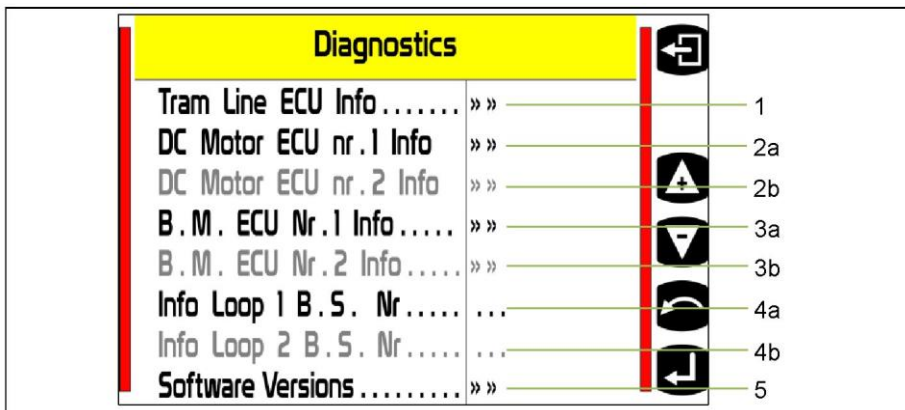 Diagnostics
Tram Line ECU Info....... »» 1
DC Motor ECU nr.1 Info »» 2a
DC Motor ECU nr.2 Info »» 2b
B.M. ECU Nr.1 Info..... »» 3a
B.M. ECU Nr.2 Info..... »» 3b
Info Loop 1 B.S. Nr..... ... 4a
Info Loop 2 B.S. Nr..... ... 4b
Software Versions......... »» 5